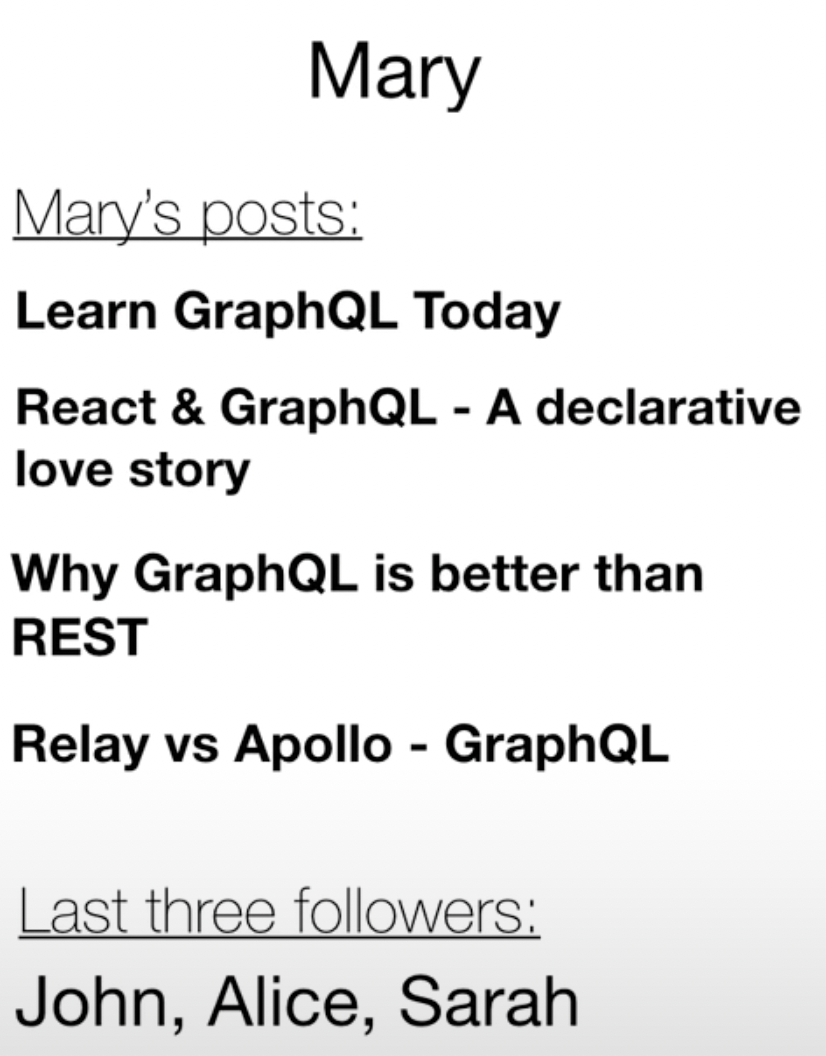 Mary
Mary’s posts:
Learn GraphQL Today
React & GraphQL - A declarative
love story
Why GraphQL is better than
REST
Relay vs Apollo - GraphQL
Last three followers:
John, Alice, Sarah